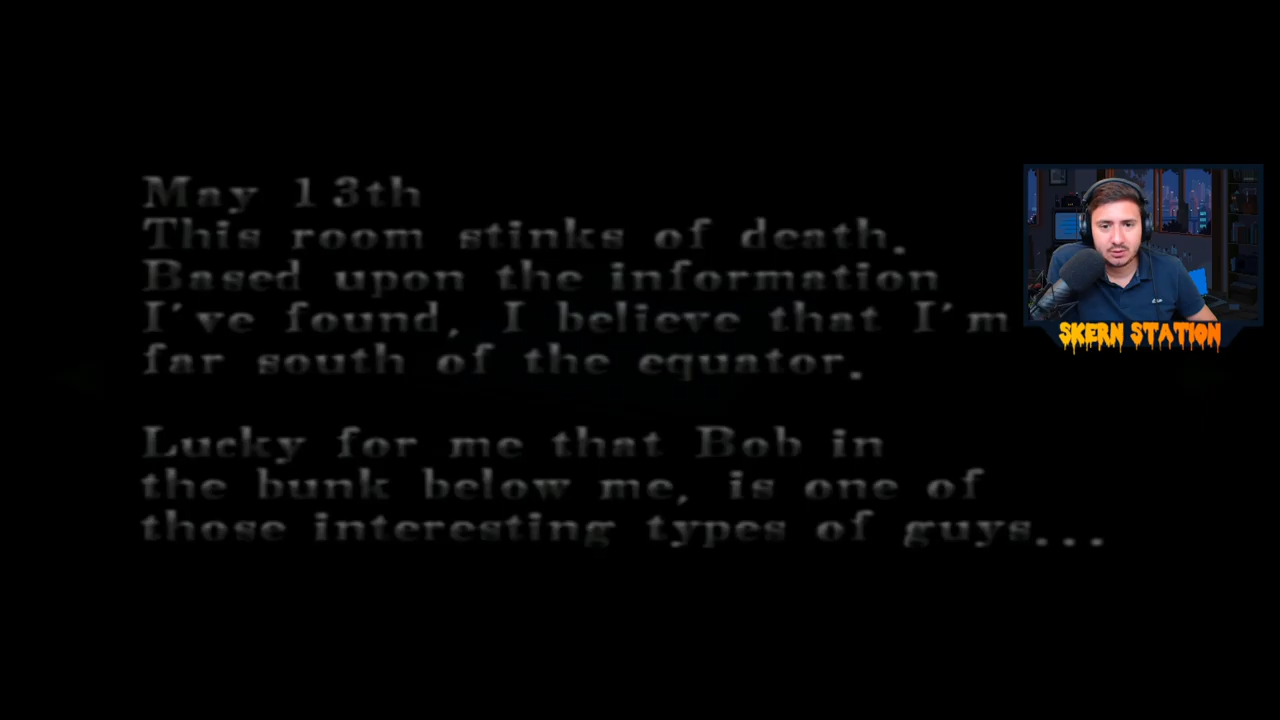 May 13th
This room stinks of death.
Based upon the information
I've found, I believe that I'm
far south of the equator.
Lucky for me that Bob in
the bunk below me, is one of
those interesting types of guys...
SKERN STATION